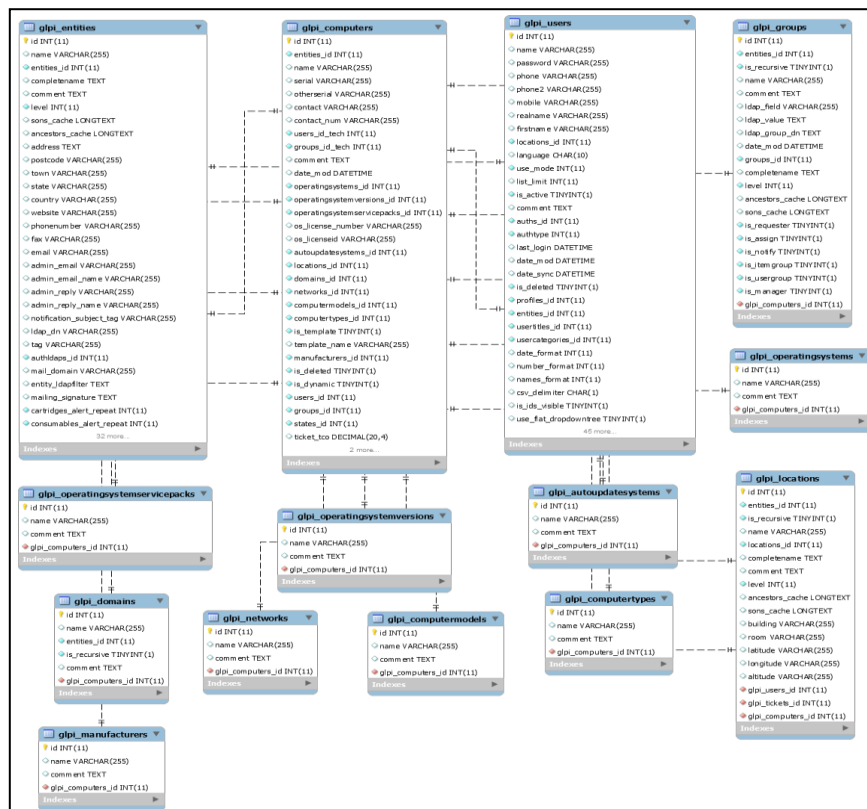 glpi_entities
id INT(11)
name VARCHAR(255)
entities_id INT(11)
completename TEXT
comment TEXT
level INT(11)
sons_cache LONGTEXT
ancestors_cache LONGTEXT
address TEXT
postcode VARCHAR(255)
town VARCHAR(255)
state VARCHAR(255)
country VARCHAR(255)
website VARCHAR(255)
phonenumber VARCHAR(255)
fax VARCHAR(255)
email VARCHAR(255)
admin_email VARCHAR(255)
admin_email_name VARCHAR(255)
admin_reply VARCHAR(255)
admin_reply_name VARCHAR(255)
notification_subject_tag VARCHAR(255)
ldap_dn VARCHAR(255)
tag VARCHAR(255)
authldaps_id INT(11)
mail_domain VARCHAR(255)
entity_ldapfilter TEXT
mailing_signature TEXT
cartridges_alert_repeat INT(11)
consumables_alert_repeat INT(11)
32 more...
Indexes
glpi_computers
id INT(11)
entities_id INT(11)
name VARCHAR(255)
serial VARCHAR(255)
otherserial VARCHAR(255)
contact VARCHAR(255)
contact_num VARCHAR(255)
users_id_tech INT(11)
groups_id_tech INT(11)
comment TEXT
date_mod DATETIME
operatingsystems_id INT(11)
operatingsystemversions_id INT(11)
operatingsystemservicepacks_id INT(11)
os_license_number VARCHAR(255)
os_licenseid VARCHAR(255)
autoupdatesystems_id INT(11)
locations_id INT(11)
domains_id INT(11)
networks_id INT(11)
computermodels_id INT(11)
computertypes_id INT(11)
is_template TINYINT(1)
template_name VARCHAR(255)
manufacturers_id INT(11)
is_deleted TINYINT(1)
is_dynamic TINYINT(1)
users_id INT(11)
groups_id INT(11)
states_id INT(11)
ticket_tco DECIMAL(20,4)
2 more...
Indexes
glpi_users
id INT(11)
name VARCHAR(255)
password VARCHAR(255)
phone VARCHAR(255)
phone2 VARCHAR(255)
mobile VARCHAR(255)
realname VARCHAR(255)
firstname VARCHAR(255)
locations_id INT(11)
language CHAR(10)
use_mode INT(11)
list_limit INT(11)
is_active TINYINT(1)
comment TEXT
auths_id INT(11)
authtype INT(11)
last_login DATETIME
date_mod DATETIME
date_sync DATETIME
is_deleted TINYINT(1)
profiles_id INT(11)
entities_id INT(11)
usertitles_id INT(11)
usercategories_id INT(11)
date_format INT(11)
number_format INT(11)
names_format INT(11)
csv_delimiter CHAR(1)
is_ids_visible TINYINT(1)
use_flat_dropdowntree TINYINT(1)
45 more...
Indexes
glpi_groups
id INT(11)
entities_id INT(11)
is_recursive TINYINT(1)
name VARCHAR(255)
comment TEXT
ldap_field VARCHAR(255)
ldap_value TEXT
ldap_group_dn TEXT
date_mod DATETIME
groups_id INT(11)
completename TEXT
level INT(11)
ancestors_cache LONGTEXT
sons_cache LONGTEXT
is_requester TINYINT(1)
is_assign TINYINT(1)
is_notify TINYINT(1)
is_itemgroup TINYINT(1)
is_usergroup TINYINT(1)
is_manager TINYINT(1)
glpi_computers_id INT(11)
Indexes
glpi_operatingsystems
id INT(11)
name VARCHAR(255)
comment TEXT
glpi_computers_id INT(11)
Indexes
glpi_operatingsystemservicepacks
id INT(11)
name VARCHAR(255)
comment TEXT
glpi_computers_id INT(11)
Indexes
glpi_operatingsystemversions
id INT(11)
name VARCHAR(255)
comment TEXT
glpi_computers_id INT(11)
Indexes
glpi_autoupdatesystems
id INT(11)
name VARCHAR(255)
comment TEXT
glpi_computers_id INT(11)
Indexes
glpi_locations
id INT(11)
entities_id INT(11)
is_recursive TINYINT(1)
name VARCHAR(255)
locations_id INT(11)
completename TEXT
comment TEXT
level INT(11)
ancestors_cache LONGTEXT
sons_cache LONGTEXT
building VARCHAR(255)
room VARCHAR(255)
latitude VARCHAR(255)
longitude VARCHAR(255)
altitude VARCHAR(255)
glpi_users_id INT(11)
glpi_tickets_id INT(11)
glpi_computers_id INT(11)
Indexes
glpi_domains
id INT(11)
name VARCHAR(255)
entities_id INT(11)
is_recursive TINYINT(1)
comment TEXT
glpi_computers_id INT(11)
Indexes
glpi_networks
id INT(11)
name VARCHAR(255)
comment TEXT
glpi_computers_id INT(11)
Indexes
glpi_computermodels
id INT(11)
name VARCHAR(255)
comment TEXT
glpi_computers_id INT(11)
Indexes
glpi_computertypes
id INT(11)
name VARCHAR(255)
comment TEXT
glpi_computers_id INT(11)
Indexes
glpi_manufacturers
id INT(11)
name VARCHAR(255)
comment TEXT
glpi_computers_id INT(11)
Indexes